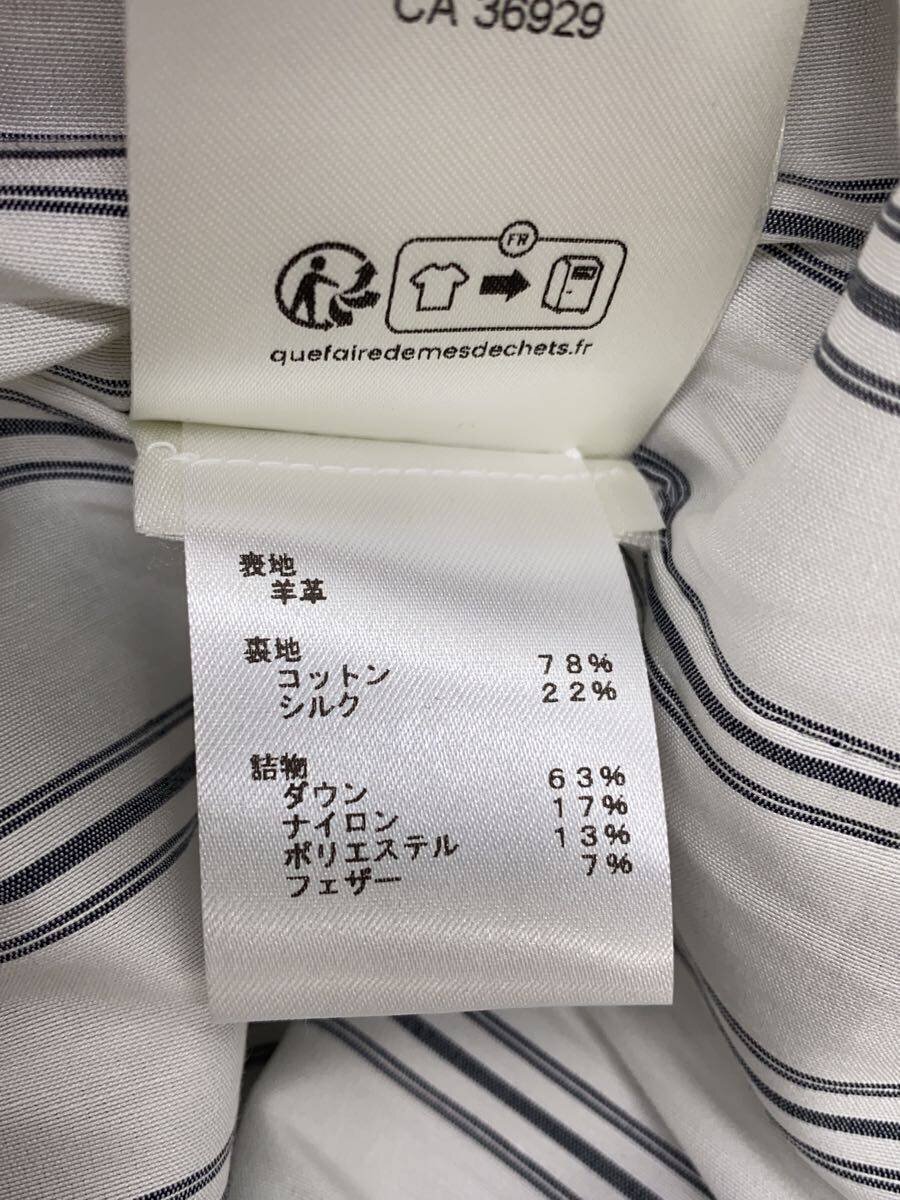 CA 36929
FR
quefairedemesdechets.fr
表地
羊革
裏地
コットン 78%
シルク 22%
詰物
ダウン 63%
ナイロン 17%
ポリエステル 13%
フェザー 7%